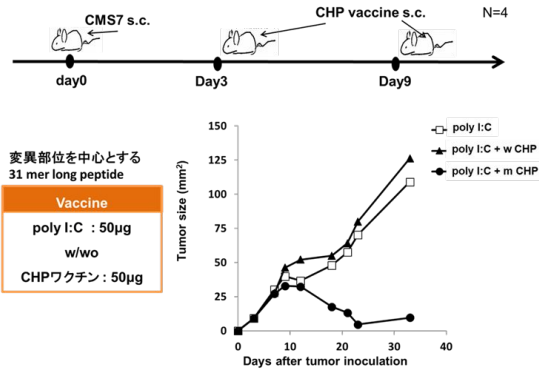 CMS7 s.c.
CHP vaccine s.c.
N=4
day0
Day3
Day9
変異部位を中心とする
31 mer long peptide
Vaccine
poly I:C : 50μg
w/wo
CHPワクチン : 50μg
Tumor size (mm²)
150
125
100
75
50
25
0
0
10
20
30
40
Days after tumor inoculation
poly I:C
poly I:C + w CHP
poly I:C + m CHP